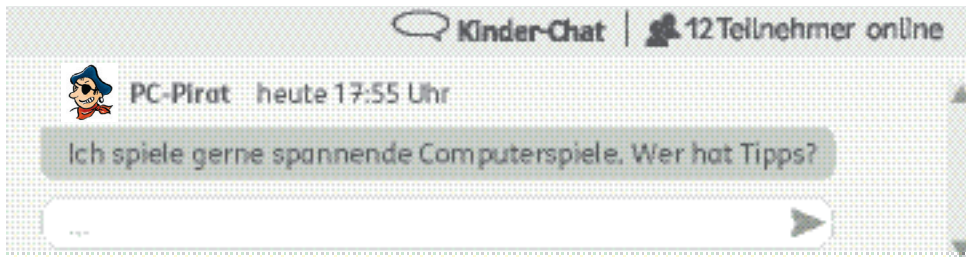 Kinder-Chat | 12 Teilnehmer online
PC-Pirat heute 17:55 Uhr
Ich spiele gerne spannende Computerspiele. Wer hat Tipps?
...